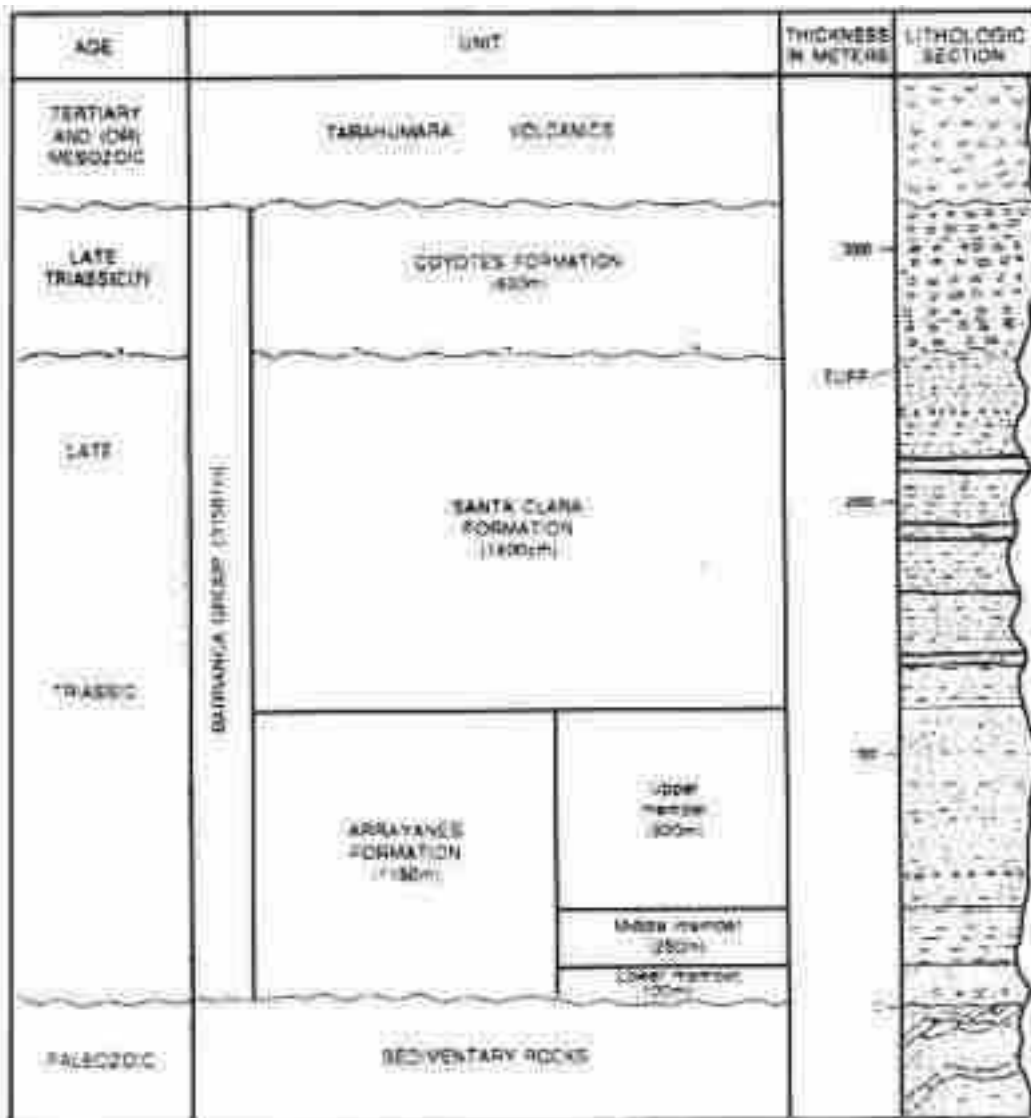 AGE
UNIT
THICKNESS
IN METERS
LITHOLOGIC
SECTION
TERTIARY
AND (OR)
MESOZOIC
TARAHUMARA VOLCANICS
LATE
TRIASSIC(?)
COYOTES FORMATION
TUFF
LATE
SANTA CLARA
FORMATION
BARRANCA GROUP
TRIASSIC
ARRAYANES
FORMATION
Upper
member
Middle member
(250m)
Lower member
PALEOZOIC
SEDIMENTARY ROCKS